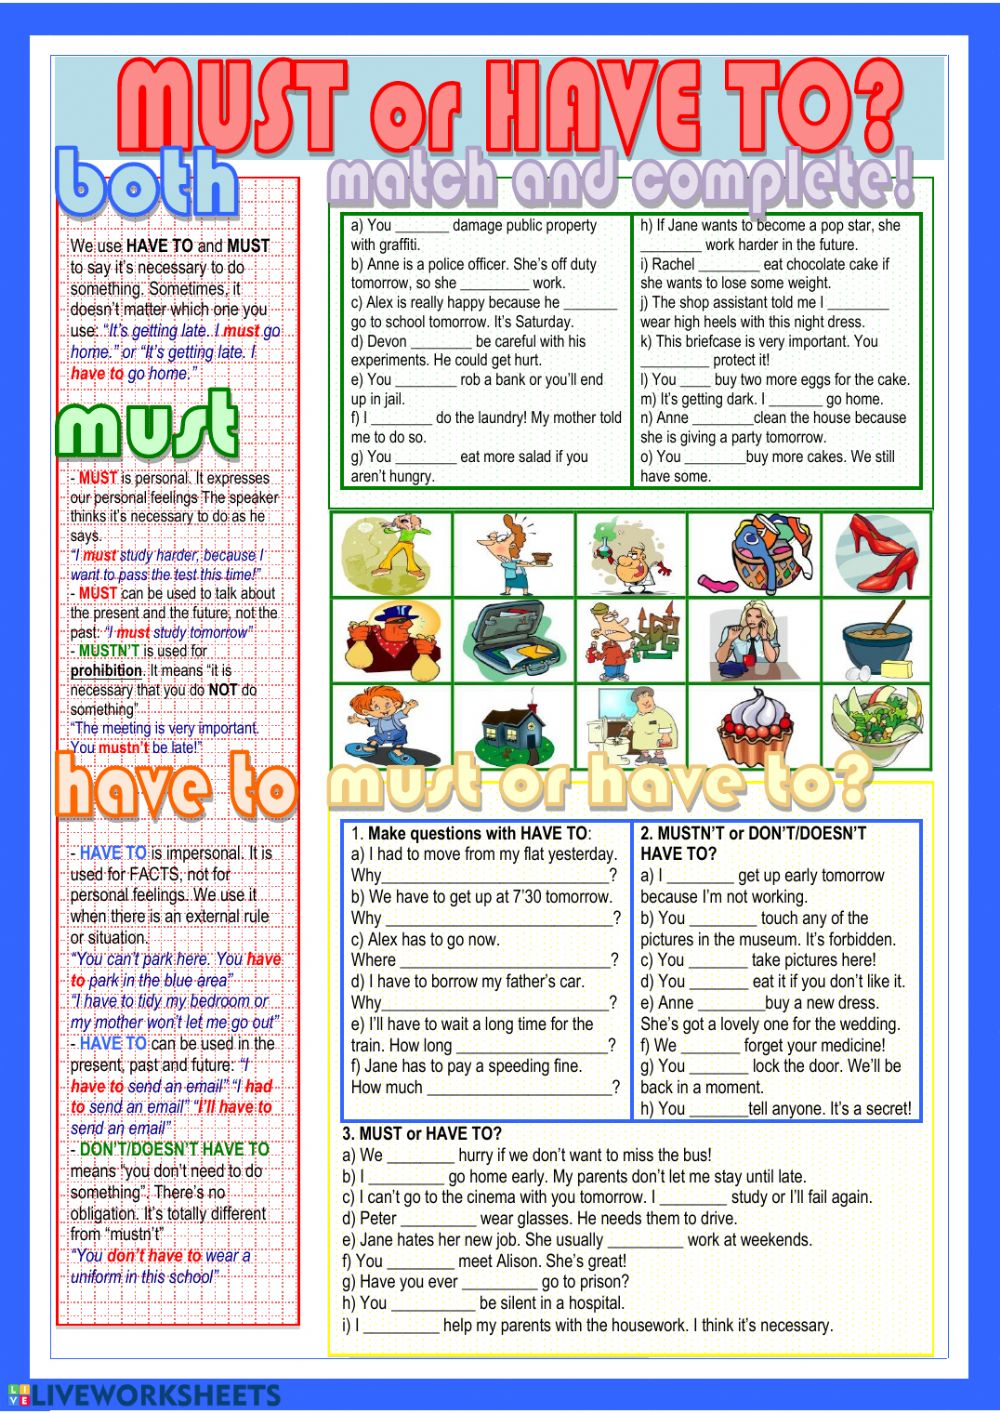 MUST or HAVE TO?
both
We use HAVE TO and MUST
to say it's necessary to do
something. Sometimes, it
doesn't matter which one you
use: “It's getting late. I must go
home.” or “It's getting late. I
have to go home.”
must
- MUST is personal. It expresses
our personal feelings The speaker
thinks it's necessary to do as he
says.
“I must study harder, because I
want to pass the test this time!”
- MUST can be used to talk about
the present and the future, not the
past: “I must study tomorrow”
- MUSTN'T is used for
prohibition. It means “it is
necessary that you do NOT do
something”
“The meeting is very important.
You mustn't be late!”
have to
- HAVE TO is impersonal. It is
used for FACTS, not for
personal feelings. We use it
when there is an external rule
or situation.
“You can't park here. You have
to park in the blue area”
“I have to tidy my bedroom or
my mother won't let me go out”
- HAVE TO can be used in the
present, past and future: “I
have to send an email” “I had
to send an email” “I'll have to
send an email”
- DON'T/DOESN'T HAVE TO
means “you don't need to do
something”. There's no
obligation. It's totally different
from “mustn't”
“You don't have to wear a
uniform in this school”
match and complete!
a) You ______ damage public property
with graffiti.
b) Anne is a police officer. She's off duty
tomorrow, so she ________ work.
c) Alex is really happy because he ______
go to school tomorrow. It's Saturday.
d) Devon _______ be careful with his
experiments. He could get hurt.
e) You _______ rob a bank or you'll end
up in jail.
f) I _______ do the laundry! My mother told
me to do so.
g) You _______ eat more salad if you
aren't hungry.
h) If Jane wants to become a pop star, she
_______ work harder in the future.
i) Rachel _______ eat chocolate cake if
she wants to lose some weight.
j) The shop assistant told me I _______
wear high heels with this night dress.
k) This briefcase is very important. You
________ protect it!
l) You ____ buy two more eggs for the cake.
m) It's getting dark. I ______ go home.
n) Anne _______clean the house because
she is giving a party tomorrow.
o) You _______buy more cakes. We still
have some.
must or have to?
1. Make questions with HAVE TO:
a) I had to move from my flat yesterday.
Why__________________________?
b) We have to get up at 7'30 tomorrow.
Why __________________________?
c) Alex has to go now.
Where ________________________?
d) I have to borrow my father's car.
Why__________________________?
e) I'll have to wait a long time for the
train. How long _________________?
f) Jane has to pay a speeding fine.
How much _____________________?
2. MUSTN'T or DON'T/DOESN'T
HAVE TO?
a) I ________ get up early tomorrow
because I'm not working.
b) You ________ touch any of the
pictures in the museum. It's forbidden.
c) You _______ take pictures here!
d) You _______ eat it if you don't like it.
e) Anne ________buy a new dress.
She's got a lovely one for the wedding.
f) We _______ forget your medicine!
g) You _______ lock the door. We'll be
back in a moment.
h) You _______tell anyone. It's a secret!
3. MUST or HAVE TO?
a) We ________ hurry if we don't want to miss the bus!
b) I _________ go home early. My parents don't let me stay until late.
c) I can't go to the cinema with you tomorrow. I ________ study or I'll fail again.
d) Peter _________ wear glasses. He needs them to drive.
e) Jane hates her new job. She usually _________ work at weekends.
f) You ________ meet Alison. She's great!
g) Have you ever _________ go to prison?
h) You __________ be silent in a hospital.
i) I _________ help my parents with the housework. I think it's necessary.
LIVE LIVEWORKSHEETS